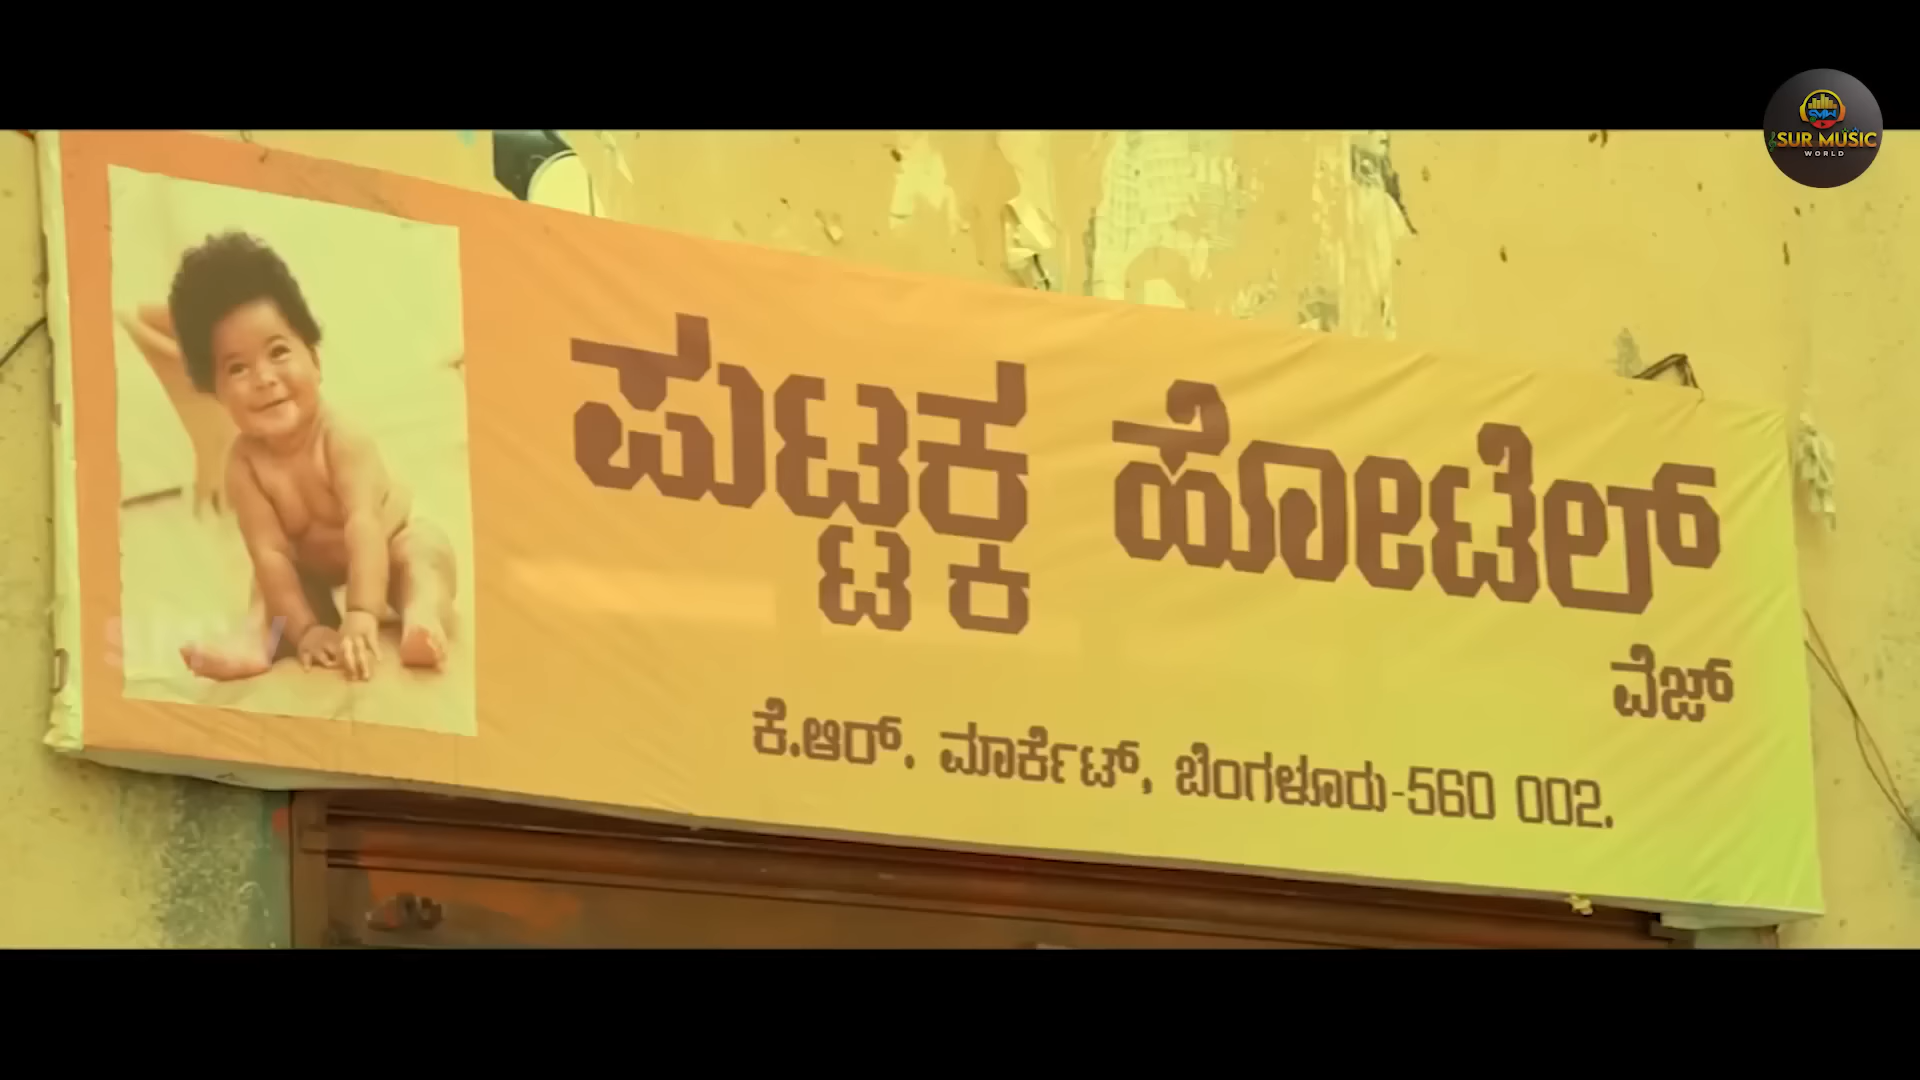 SUR MUSIC
WORLD
ಪುಟ್ಟಕ್ಕ ಹೋಟೆಲ್
ವೆಜ್
ಕೆ.ಆರ್. ಮಾರ್ಕೆಟ್, ಬೆಂಗಳೂರು-560 002.